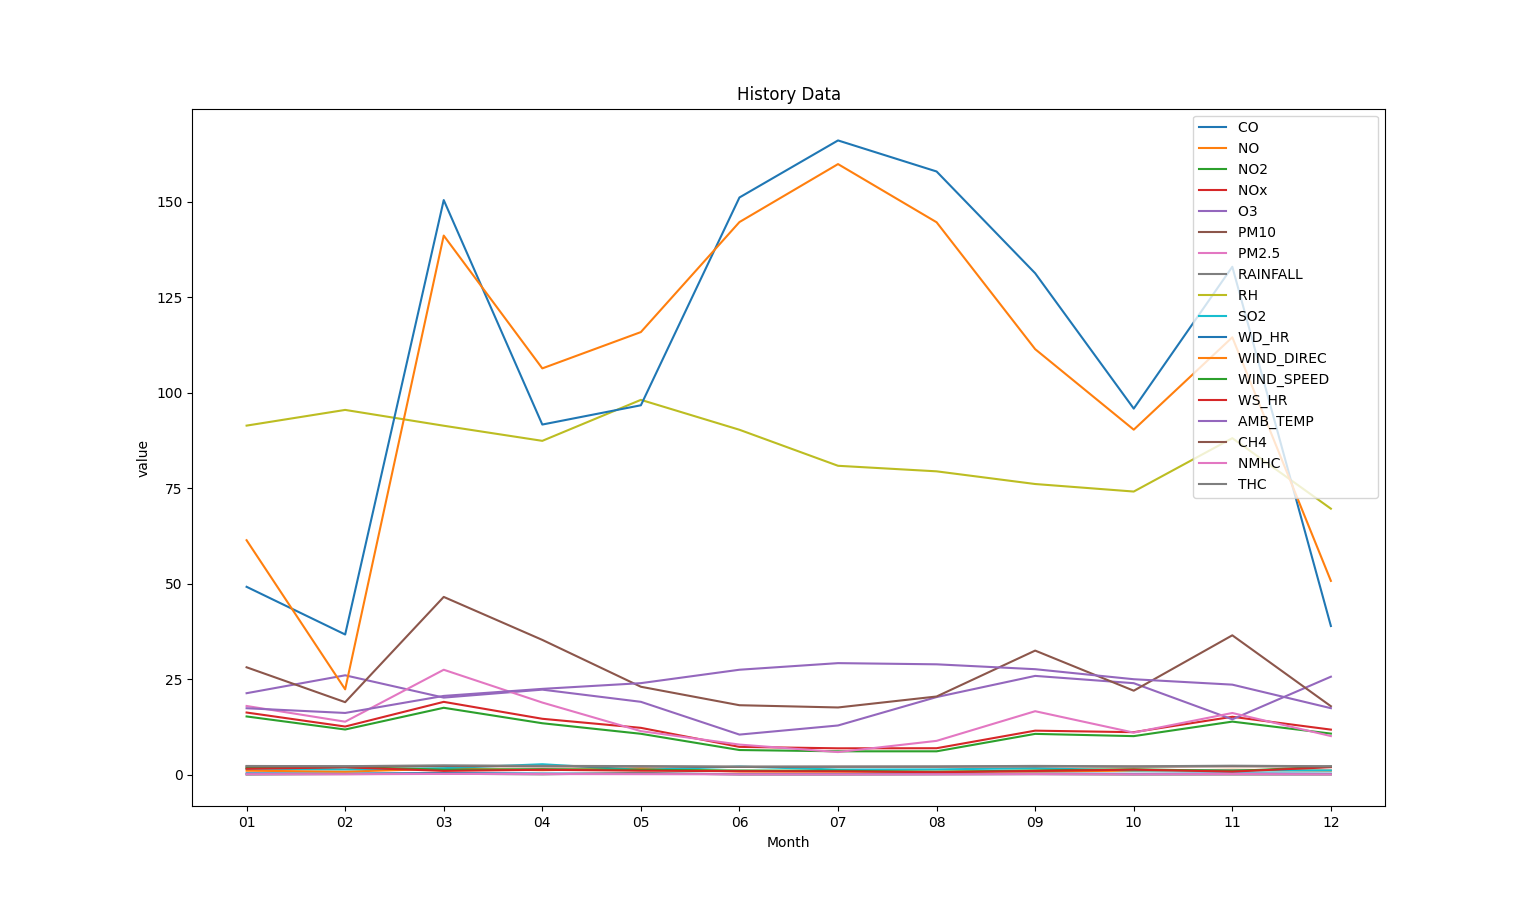 History Data
CO
NO
NO2
NOx
O3
PM10
PM2.5
RAINFALL
RH
SO2
WD_HR
WIND_DIREC
WIND_SPEED
WS_HR
AMB_TEMP
CH4
NMHC
THC
150
125
100
75
50
25
0
value
01 02 03 04 05 06 07 08 09 10 11 12
Month